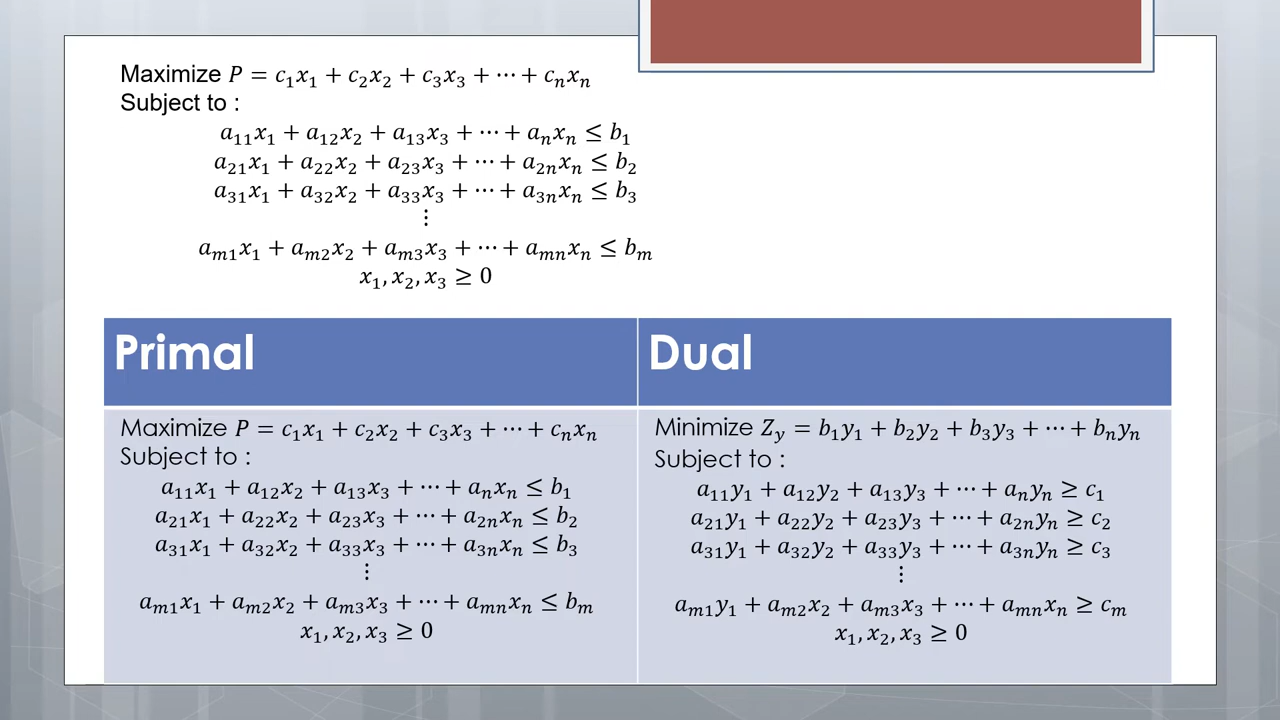 Maximize P = c₁x₁ + c₂x₂ + c₃x₃ + ⋯ + cₙxₙ
Subject to :
a₁₁x₁ + a₁₂x₂ + a₁₃x₃ + ⋯ + aₙxₙ ≤ b₁
a₂₁x₁ + a₂₂x₂ + a₂₃x₃ + ⋯ + a₂ₙxₙ ≤ b₂
a₃₁x₁ + a₃₂x₂ + a₃₃x₃ + ⋯ + a₃ₙxₙ ≤ b₃
⋮
aₘ₁x₁ + aₘ₂x₂ + aₘ₃x₃ + ⋯ + aₘₙxₙ ≤ bₘ
x₁, x₂, x₃ ≥ 0
Primal
Dual
Maximize P = c₁x₁ + c₂x₂ + c₃x₃ + ⋯ + cₙxₙ
Subject to :
a₁₁x₁ + a₁₂x₂ + a₁₃x₃ + ⋯ + aₙxₙ ≤ b₁
a₂₁x₁ + a₂₂x₂ + a₂₃x₃ + ⋯ + a₂ₙxₙ ≤ b₂
a₃₁x₁ + a₃₂x₂ + a₃₃x₃ + ⋯ + a₃ₙxₙ ≤ b₃
⋮
aₘ₁x₁ + aₘ₂x₂ + aₘ₃x₃ + ⋯ + aₘₙxₙ ≤ bₘ
x₁, x₂, x₃ ≥ 0
Minimize Z_y = b₁y₁ + b₂y₂ + b₃y₃ + ⋯ + bₙyₙ
Subject to :
a₁₁y₁ + a₁₂y₂ + a₁₃y₃ + ⋯ + aₙyₙ ≥ c₁
a₂₁y₁ + a₂₂y₂ + a₂₃y₃ + ⋯ + a₂ₙyₙ ≥ c₂
a₃₁y₁ + a₃₂y₂ + a₃₃y₃ + ⋯ + a₃ₙyₙ ≥ c₃
⋮
aₘ₁y₁ + aₘ₂x₂ + aₘ₃x₃ + ⋯ + aₘₙxₙ ≥ cₘ
x₁, x₂, x₃ ≥ 0